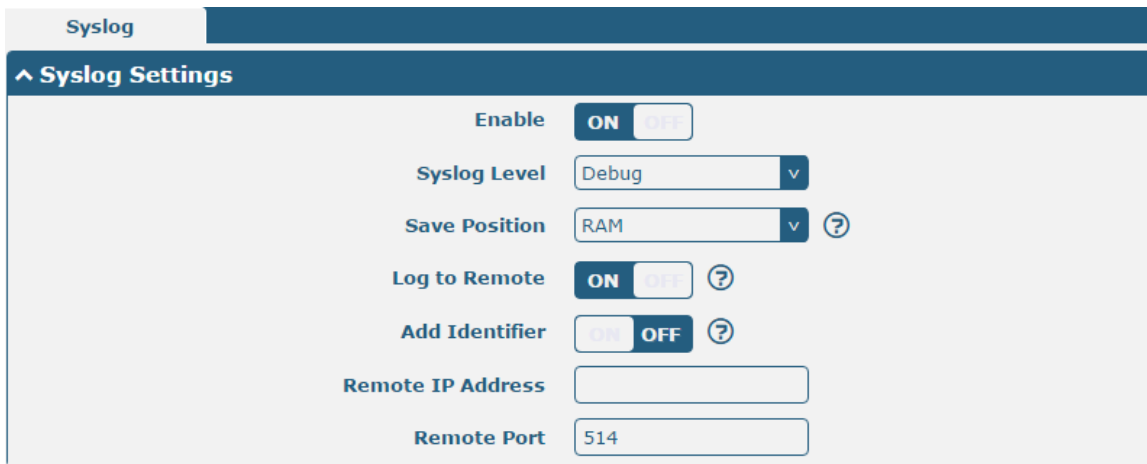 Syslog
^ Syslog Settings
Enable ON OFF
Syslog Level Debug v
Save Position RAM v ?
Log to Remote ON OFF ?
Add Identifier ON OFF ?
Remote IP Address
Remote Port 514